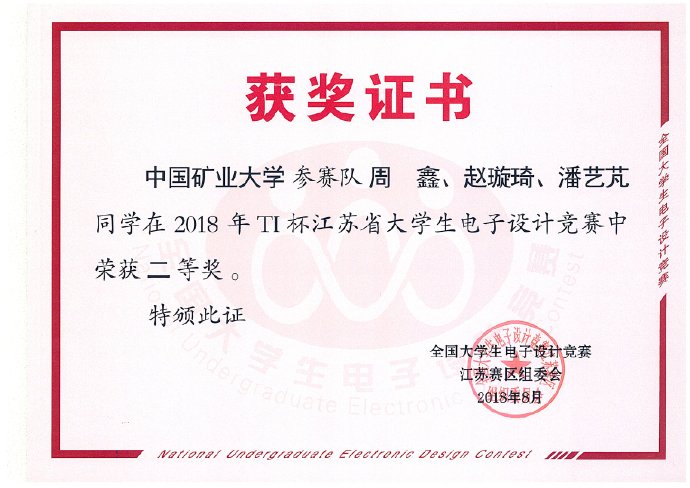 获奖证书
中国矿业大学 参赛队 周 鑫、赵璇琦、潘艺芃
同学在 2018 年 TI 杯江苏省大学生电子设计竞赛中
荣获 二 等奖。
特颁此证
全国大学生电子设计竞赛
江苏赛区组委会
2018年8月
全国大学生电子设计竞赛
National Undergraduate Electronic Design Contest